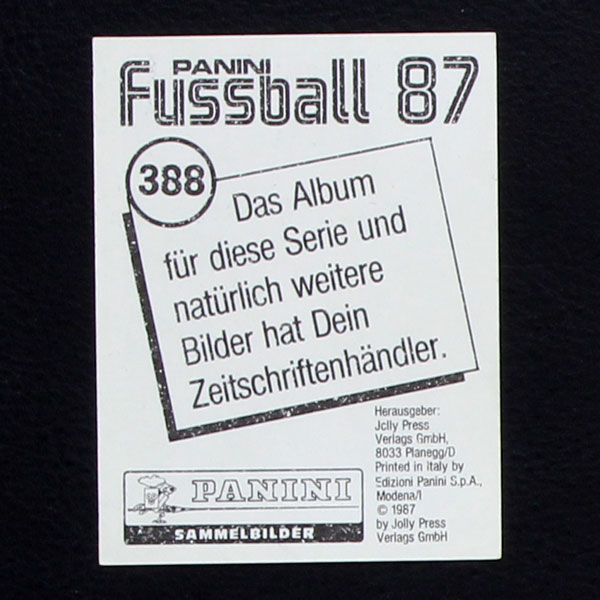 PANINI
Fussball 87
388
Das Album
für diese Serie und
natürlich weitere
Bilder hat Dein
Zeitschriftenhändler.
Herausgeber:
Jolly Press
Verlags GmbH,
8033 Planegg/D
Printed in Italy by
Edizioni Panini S.p.A.,
Modena/I
© 1987
by Jolly Press
Verlags GmbH
PANINI
SAMMELBILDER